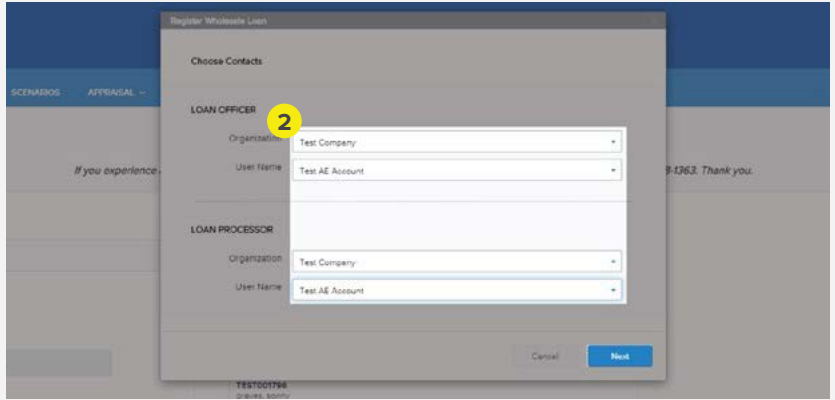 Register Wholesale Loan
Choose Contacts
SCENARIOS APPRAISAL
LOAN OFFICER
2
Organization Test Company
User Name Test AE Account
If you experience 3-1363. Thank you.
LOAN PROCESSOR
Organization Test Company
User Name Test AE Account
Cancel Next
TEST001796